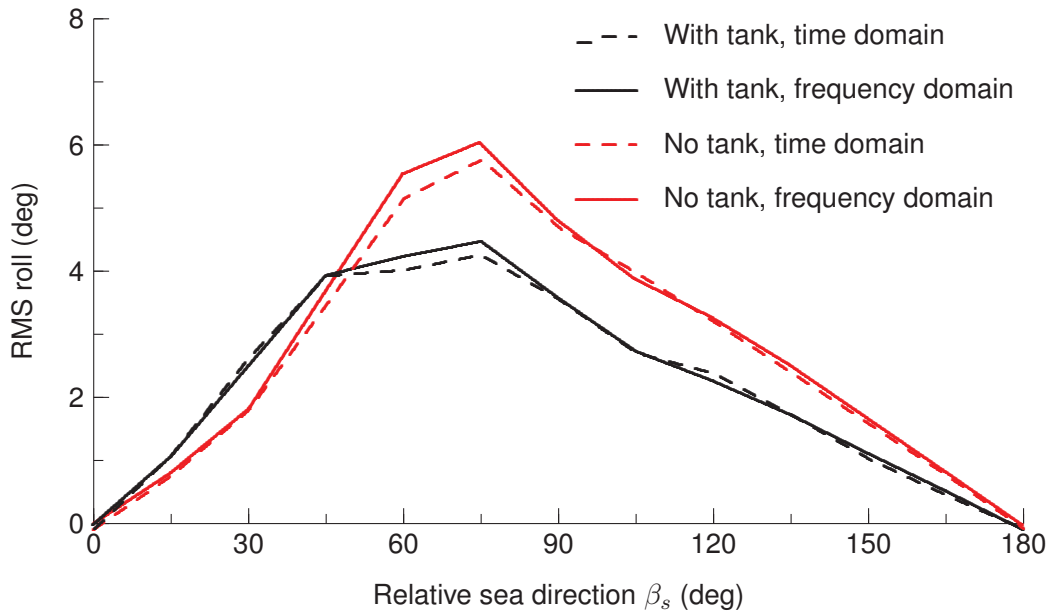 8
6
4
2
0
RMS roll (deg)
With tank, time domain
With tank, frequency domain
No tank, time domain
No tank, frequency domain
0 30 60 90 120 150 180
Relative sea direction βs (deg)